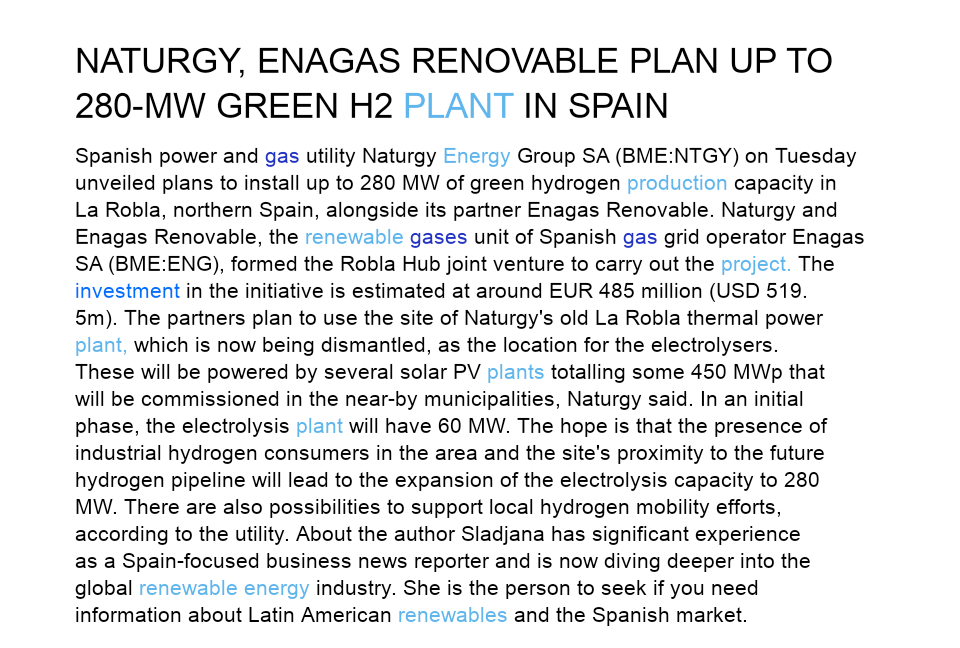 NATURGY, ENAGAS RENOVABLE PLAN UP TO
280-MW GREEN H2 PLANT IN SPAIN
Spanish power and gas utility Naturgy Energy Group SA (BME:NTGY) on Tuesday
unveiled plans to install up to 280 MW of green hydrogen production capacity in
La Robla, northern Spain, alongside its partner Enagas Renovable. Naturgy and
Enagas Renovable, the renewable gases unit of Spanish gas grid operator Enagas
SA (BME:ENG), formed the Robla Hub joint venture to carry out the project. The
investment in the initiative is estimated at around EUR 485 million (USD 519.
5m). The partners plan to use the site of Naturgy's old La Robla thermal power
plant, which is now being dismantled, as the location for the electrolysers.
These will be powered by several solar PV plants totalling some 450 MWp that
will be commissioned in the near-by municipalities, Naturgy said. In an initial
phase, the electrolysis plant will have 60 MW. The hope is that the presence of
industrial hydrogen consumers in the area and the site's proximity to the future
hydrogen pipeline will lead to the expansion of the electrolysis capacity to 280
MW. There are also possibilities to support local hydrogen mobility efforts,
according to the utility. About the author Sladjana has significant experience
as a Spain-focused business news reporter and is now diving deeper into the
global renewable energy industry. She is the person to seek if you need
information about Latin American renewables and the Spanish market.